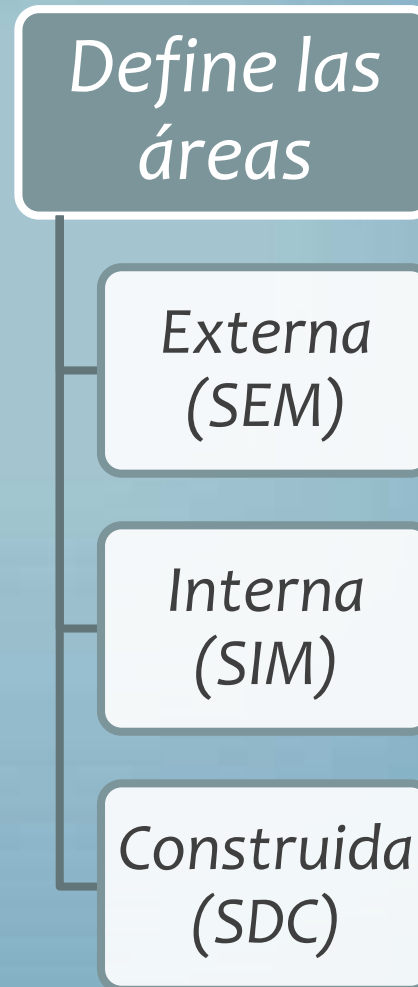 Define las
áreas
Externa
(SEM)
Interna
(SIM)
Construida
(SDC)